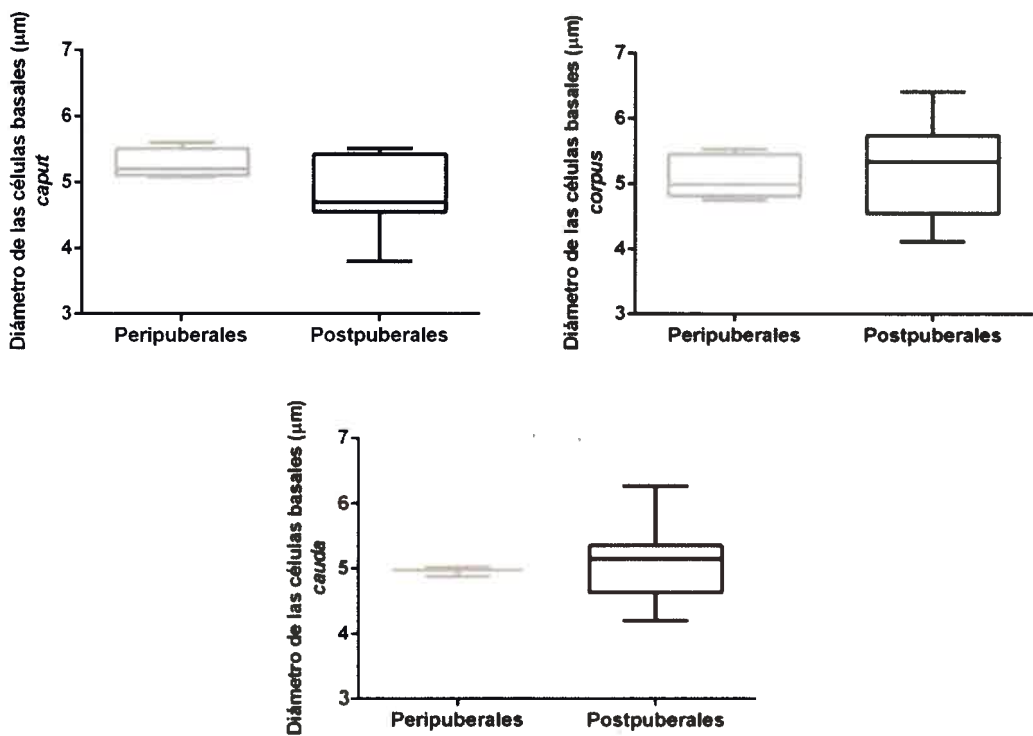 Diámetro de las células basales (µm)
caput
7
6
5
4
3
Peripuberales
Postpuberales
Diámetro de las células basales (µm)
corpus
7
6
5
4
3
Peripuberales
Postpuberales
Diámetro de las células basales (µm)
cauda
7
6
5
4
3
Peripuberales
Postpuberales